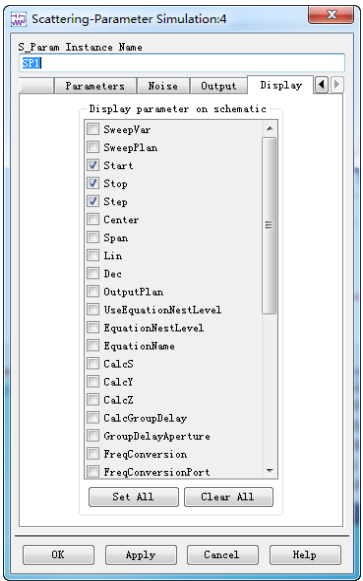 Scattering-Parameter Simulation:4
S_Param Instance Name
SP1
Parameters Noise Output Display
Display parameter on schematic
SweepVar
SweepPlan
Start
Stop
Step
Center
Span
Lin
Dec
OutputPlan
UseEquationNestLevel
EquationNestLevel
EquationName
CalcS
CalcY
CalcZ
CalcGroupDelay
GroupDelayAperture
FreqConversion
FreqConversionPort
Set All Clear All
OK Apply Cancel Help